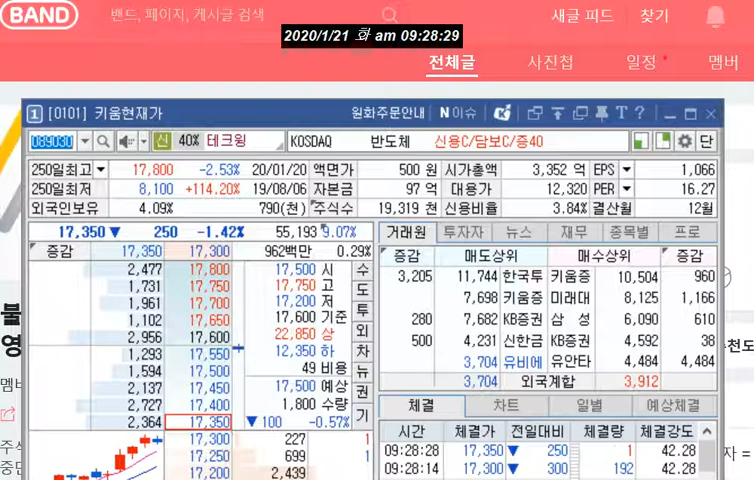 BAND 밴드, 페이지, 게시글 검색 새글 피드 찾기
2020/1/21 화 am 09:28:29
전체글 사진첩 일정 멤버
1 [0101] 키움현재가 원화주문안내 N이슈 T ?
089030 신 40% 테크윙 KOSDAQ 반도체 신용C/담보C/증40 단
250일최고 17,800 -2.53% 20/01/20 액면가 500 원 시가총액 3,352 억 EPS 1,066
250일최저 8,100 +114.20% 19/08/06 자본금 97 억 대용가 12,320 PER 16.27
외국인보유 4.09% 790(천) 주식수 19,319 천 신용비율 3.84% 결산월 12월
17,350 ▼ 250 -1.42% 55,193 9.07% 거래원 투자자 뉴스 재무 종목별 프로
증감 17,350 17,300 962백만 0.29% 증감 매도상위 매수상위 증감
2,477 17,800 17,500 시 수 3,205 11,744 한국투 키움증 10,504 960
1,731 17,750 17,750 고 도 7,698 키움증 미래대 8,125 1,166
1,961 17,700 17,200 저 투 280 7,682 KB증권 삼 성 6,090 610
1,102 17,650 17,600 기준 외 500 4,231 신한금 KB증권 4,592 38
2,956 17,600 22,850 상 3,704 유비에 유안타 4,484 4,484
1,293 17,550 12,350 하 차 3,704 외국계합 3,912
1,594 17,500 49 비용 뉴
2,137 17,450 17,500 예상 권 체결 차트 일별 예상체결
2,727 17,400 1,800 수량 기
2,364 17,350 ▼ 100 -0.57% 시간 체결가 전일대비 체결량 체결강도
17,300 227 1 09:28:28 17,350 ▼ 250 1 42.28
17,250 699 1 09:28:14 17,300 ▼ 300 192 42.28
17,200 2,439
불
영
멤버
주식
중단
천도
자 =